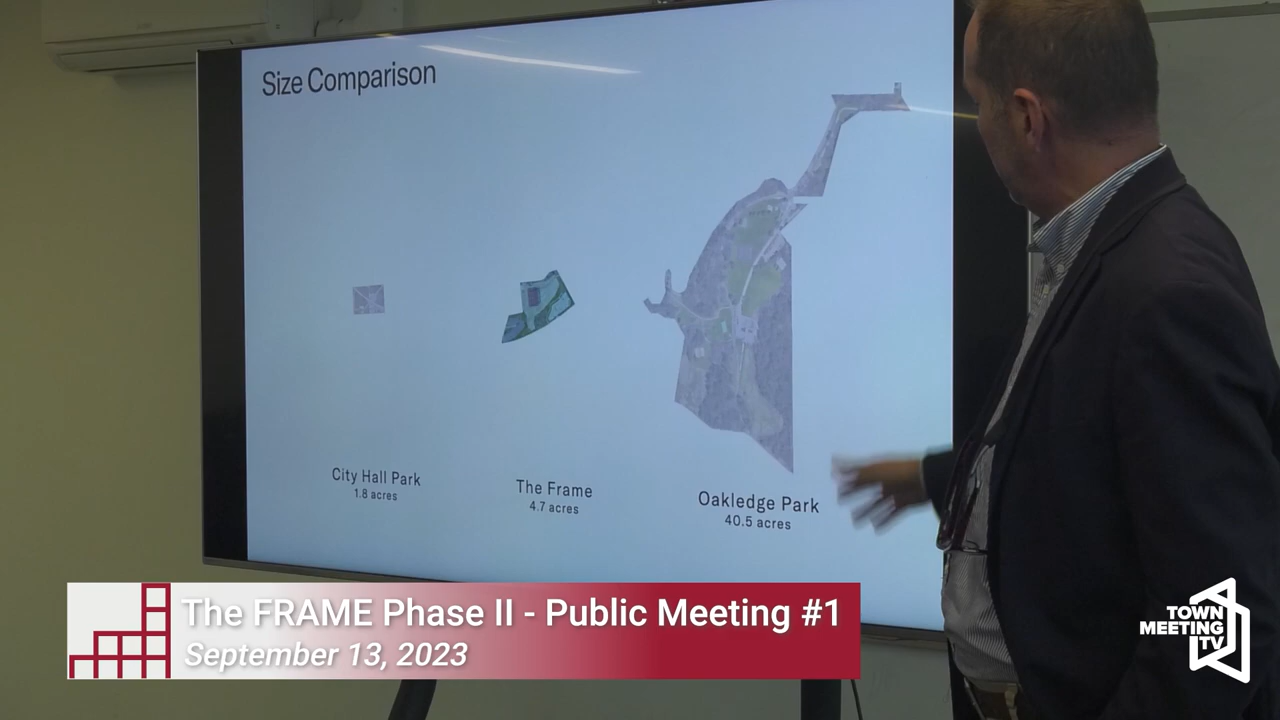 Size Comparison
City Hall Park
1.8 acres
The Frame
4.7 acres
Oakledge Park
40.5 acres
The FRAME Phase II - Public Meeting #1
September 13, 2023
TOWN
MEETING
TV